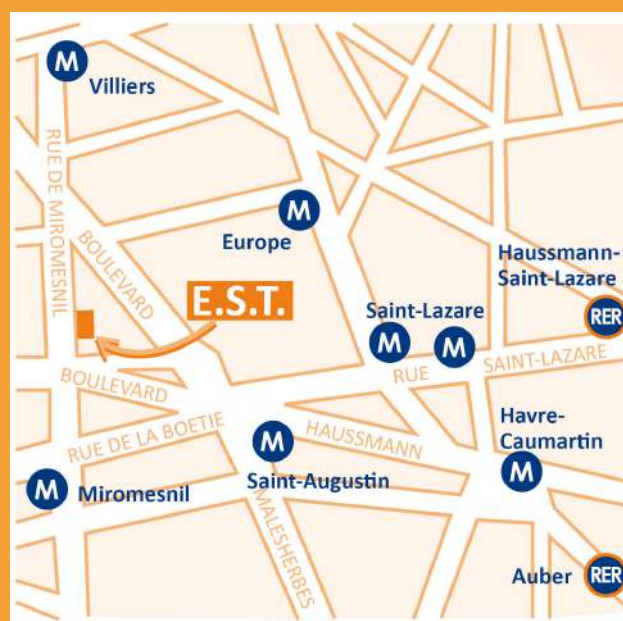 M
Villiers
RUE DE MIROMESNIL
BOULEVARD
M
Europe
E.S.T.
Haussmann-
Saint-Lazare
RER
Saint-Lazare
M
M
RUE
SAINT-LAZARE
BOULEVARD
RUE DE LA BOETIE
M
Saint-Augustin
HAUSSMANN
Havre-
Caumartin
M
M
Miromesnil
MALESHERBES
Auber
RER